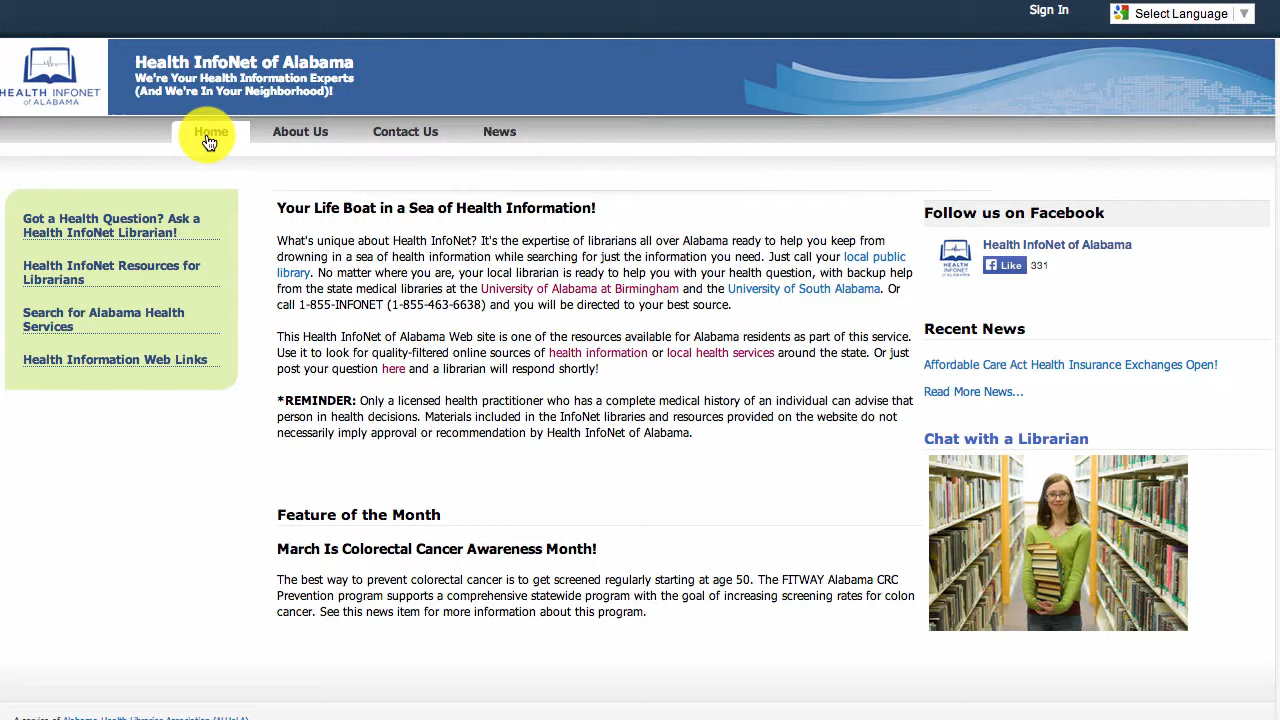 Sign In
Select Language
Health InfoNet of Alabama
We're Your Health Information Experts
(And We're In Your Neighborhood)!
HEALTH INFONET
of ALABAMA
Home
About Us
Contact Us
News
Got a Health Question? Ask a
Health InfoNet Librarian!
Health InfoNet Resources for
Librarians
Search for Alabama Health
Services
Health Information Web Links
Your Life Boat in a Sea of Health Information!
What's unique about Health InfoNet? It's the expertise of librarians all over Alabama ready to help you keep from
drowning in a sea of health information while searching for just the information you need. Just call your local public
library. No matter where you are, your local librarian is ready to help you with your health question, with backup help
from the state medical libraries at the University of Alabama at Birmingham and the University of South Alabama. Or
call 1-855-INFONET (1-855-463-6638) and you will be directed to your best source.
This Health InfoNet of Alabama Web site is one of the resources available for Alabama residents as part of this service.
Use it to look for quality-filtered online sources of health information or local health services around the state. Or just
post your question here and a librarian will respond shortly!
*REMINDER: Only a licensed health practitioner who has a complete medical history of an individual can advise that
person in health decisions. Materials included in the InfoNet libraries and resources provided on the website do not
necessarily imply approval or recommendation by Health InfoNet of Alabama.
Feature of the Month
March Is Colorectal Cancer Awareness Month!
The best way to prevent colorectal cancer is to get screened regularly starting at age 50. The FITWAY Alabama CRC
Prevention program supports a comprehensive statewide program with the goal of increasing screening rates for colon
cancer. See this news item for more information about this program.
Follow us on Facebook
HEALTH INFONET
of ALABAMA
Health InfoNet of Alabama
Like 331
Recent News
Affordable Care Act Health Insurance Exchanges Open!
Read More News...
Chat with a Librarian
A service of Alabama Health Libraries Association (ALHeLA)